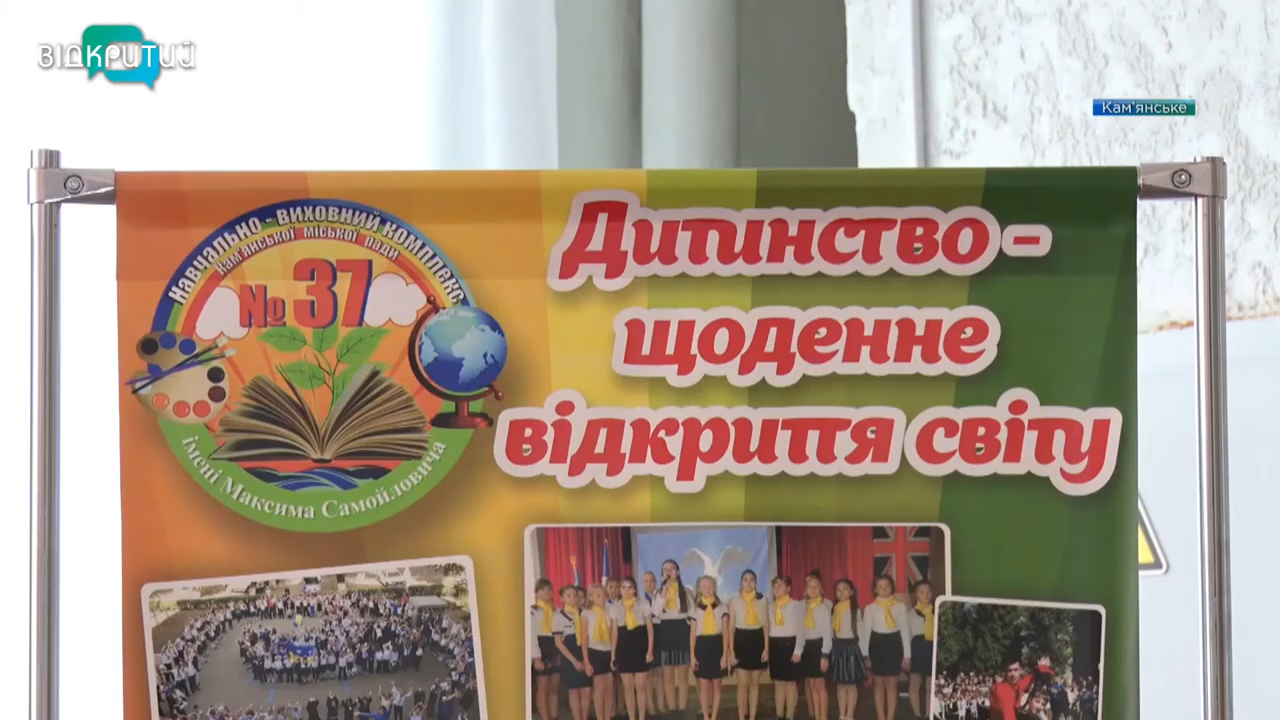 ВІДКРИТИЙ
Кам'янське
Навчально - виховний комплекс
Кам'янської міської ради
№ 37
імені Максима Самойловича
Дитинство -
щоденне
відкриття світу